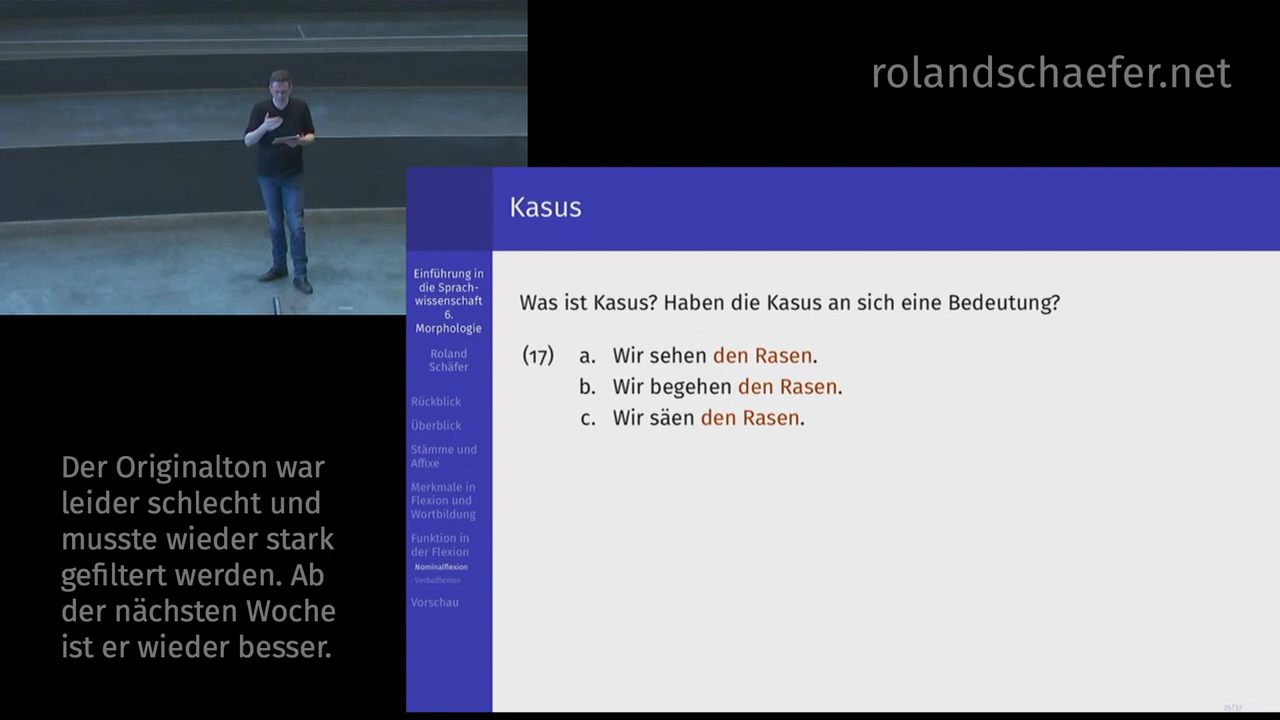 rolandschaefer.net
Kasus
Einführung in
die Sprach-
wissenschaft
6.
Morphologie
Roland
Schäfer
Rückblick
Überblick
Stämme und
Affixe
Merkmale in
Flexion und
Wortbildung
Funktion in
der Flexion
Nominalflexion
Verbalflexion
Vorschau
Was ist Kasus? Haben die Kasus an sich eine Bedeutung?
(17) a. Wir sehen den Rasen.
b. Wir begehen den Rasen.
c. Wir säen den Rasen.
25/37
Der Originalton war
leider schlecht und
musste wieder stark
gefiltert werden. Ab
der nächsten Woche
ist er wieder besser.